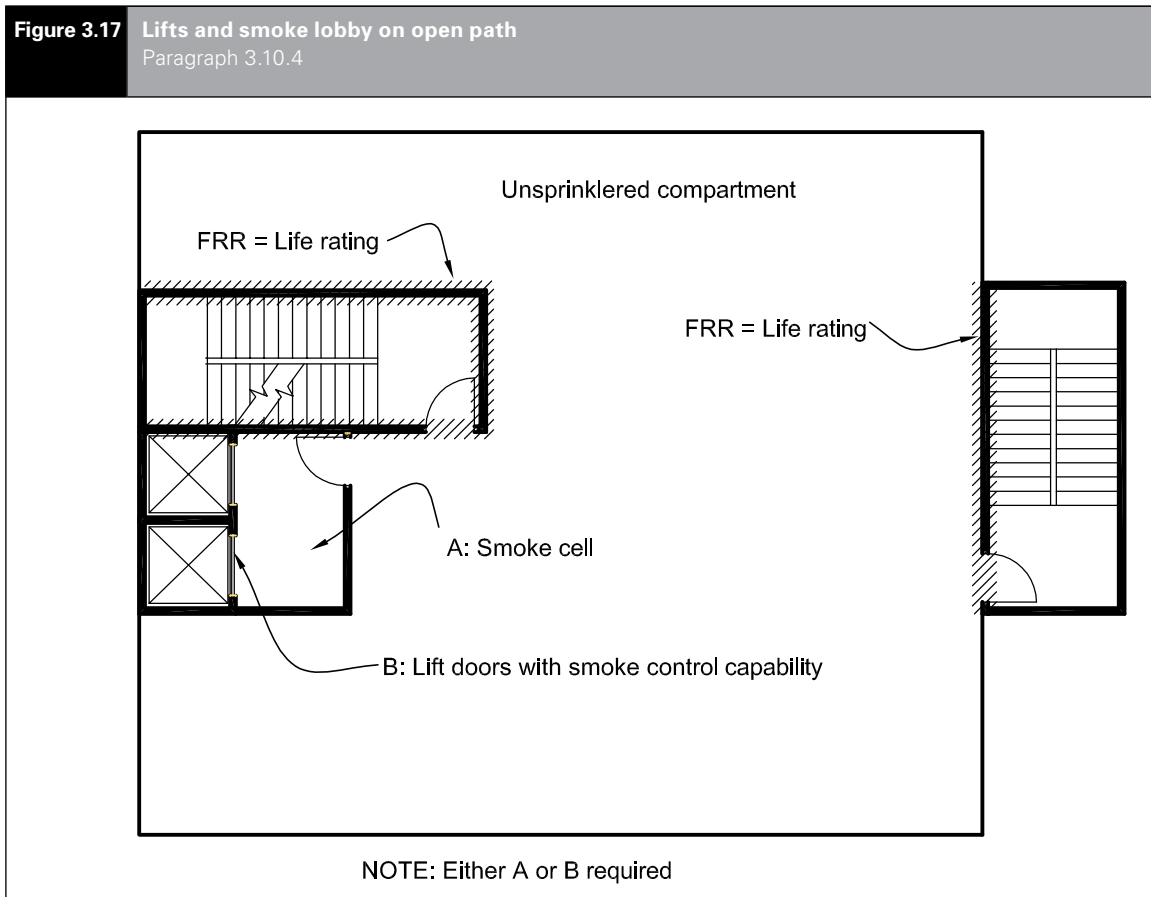 Figure 3.17
Lifts and smoke lobby on open path
Paragraph 3.10.4
Unsprinklered compartment
FRR = Life rating
FRR = Life rating
A: Smoke cell
B: Lift doors with smoke control capability
NOTE: Either A or B required